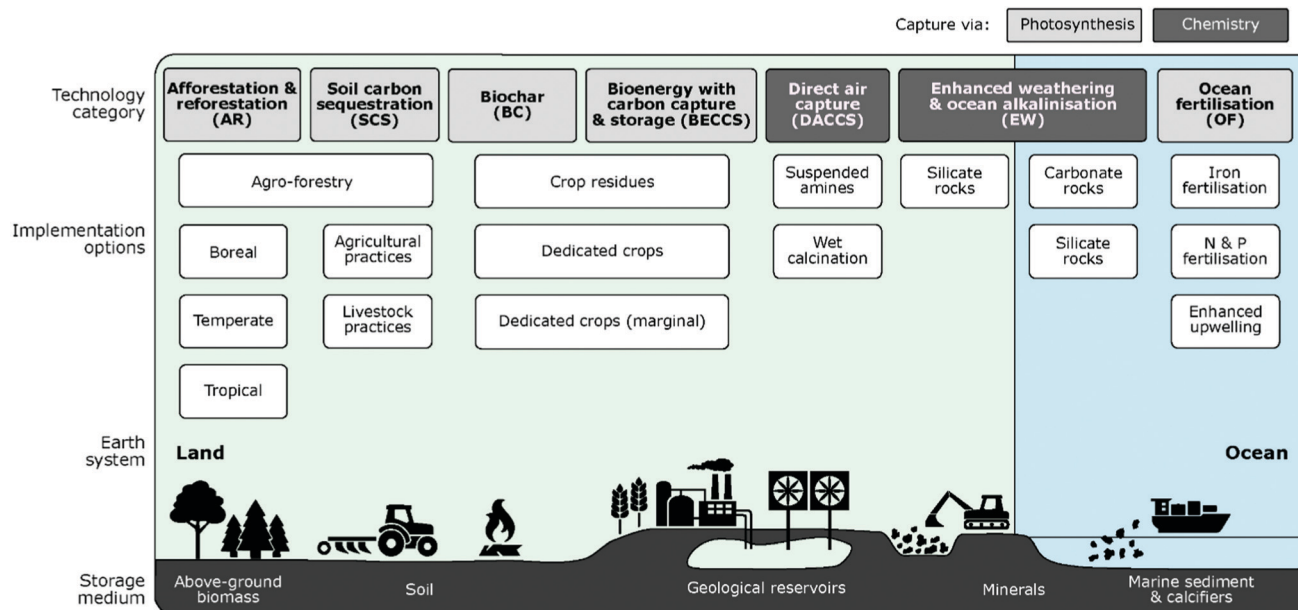 Capture via:
Photosynthesis
Chemistry
Technology
category
Afforestation &
reforestation
(AR)
Soil carbon
sequestration
(SCS)
Biochar
(BC)
Bioenergy with
carbon capture
& storage (BECCS)
Direct air
capture
(DACCS)
Enhanced weathering
& ocean alkalinisation
(EW)
Ocean
fertilisation
(OF)
Implementation
options
Agro-forestry
Crop residues
Suspended
amines
Silicate
rocks
Carbonate
rocks
Iron
fertilisation
Boreal
Agricultural
practices
Dedicated crops
Wet
calcination
Silicate
rocks
N & P
fertilisation
Temperate
Livestock
practices
Dedicated crops (marginal)
Enhanced
upwelling
Tropical
Earth
system
Land
Ocean
Storage
medium
Above-ground
biomass
Soil
Geological reservoirs
Minerals
Marine sediment
& calcifiers